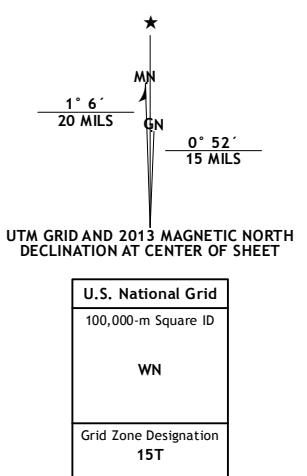 ★
MN
1° 6´
20 MILS
GN
0° 52´
15 MILS
UTM GRID AND 2013 MAGNETIC NORTH
DECLINATION AT CENTER OF SHEET
U.S. National Grid
100,000-m Square ID
WN
Grid Zone Designation
15T